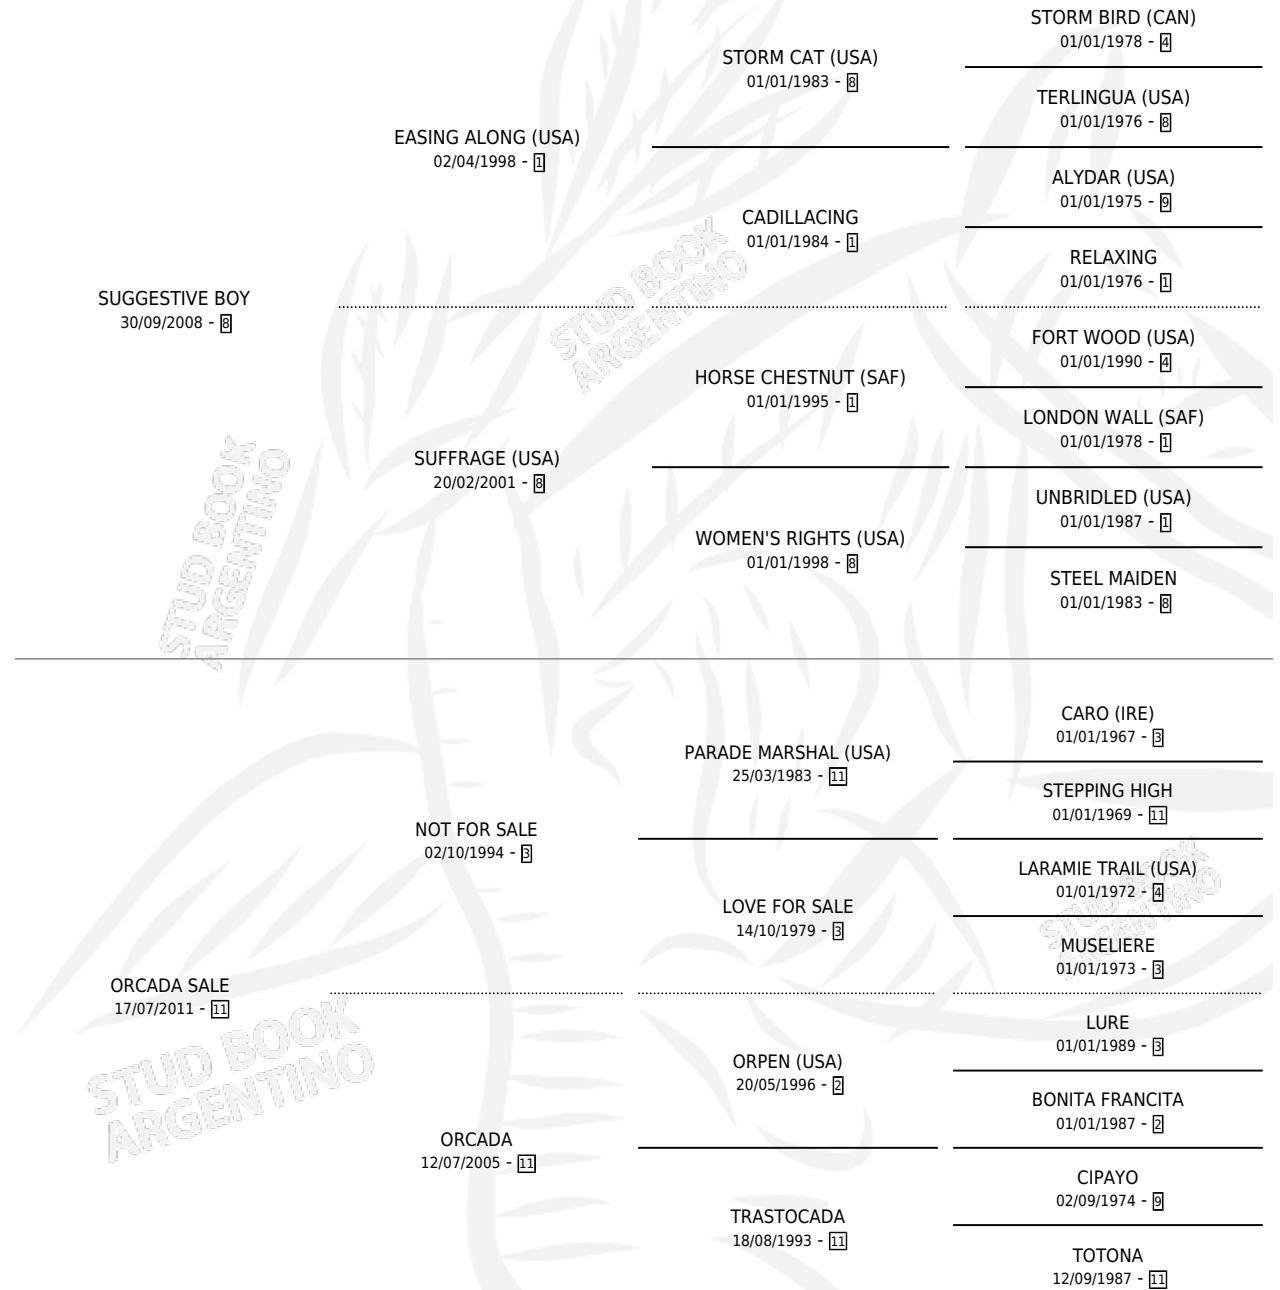 STORM BIRD (CAN)
01/01/1978 - 4
STORM CAT (USA)
01/01/1983 - 8
TERLINGUA (USA)
01/01/1976 - 8
EASING ALONG (USA)
02/04/1998 - 1
ALYDAR (USA)
01/01/1975 - 9
CADILLACING
01/01/1984 - 1
RELAXING
01/01/1976 - 1
SUGGESTIVE BOY
30/09/2008 - 8
FORT WOOD (USA)
01/01/1990 - 4
HORSE CHESTNUT (SAF)
01/01/1995 - 1
LONDON WALL (SAF)
01/01/1978 - 1
SUFFRAGE (USA)
20/02/2001 - 8
UNBRIDLED (USA)
01/01/1987 - 1
WOMEN'S RIGHTS (USA)
01/01/1998 - 8
STEEL MAIDEN
01/01/1983 - 8
CARO (IRE)
01/01/1967 - 3
PARADE MARSHAL (USA)
25/03/1983 - 11
STEPPING HIGH
01/01/1969 - 11
NOT FOR SALE
02/10/1994 - 3
LARAMIE TRAIL (USA)
01/01/1972 - 4
LOVE FOR SALE
14/10/1979 - 3
MUSELIERE
01/01/1973 - 3
ORCADA SALE
17/07/2011 - 11
LURE
01/01/1989 - 3
ORPEN (USA)
20/05/1996 - 2
BONITA FRANCITA
01/01/1987 - 2
ORCADA
12/07/2005 - 11
CIPAYO
02/09/1974 - 9
TRASTOCADA
18/08/1993 - 11
TOTONA
12/09/1987 - 11
STUD BOOK
ARGENTINO
STUD BOOK
ARGENTINO
STUD BOOK
ARGENTINO
STUD BOOK
ARGENTINO